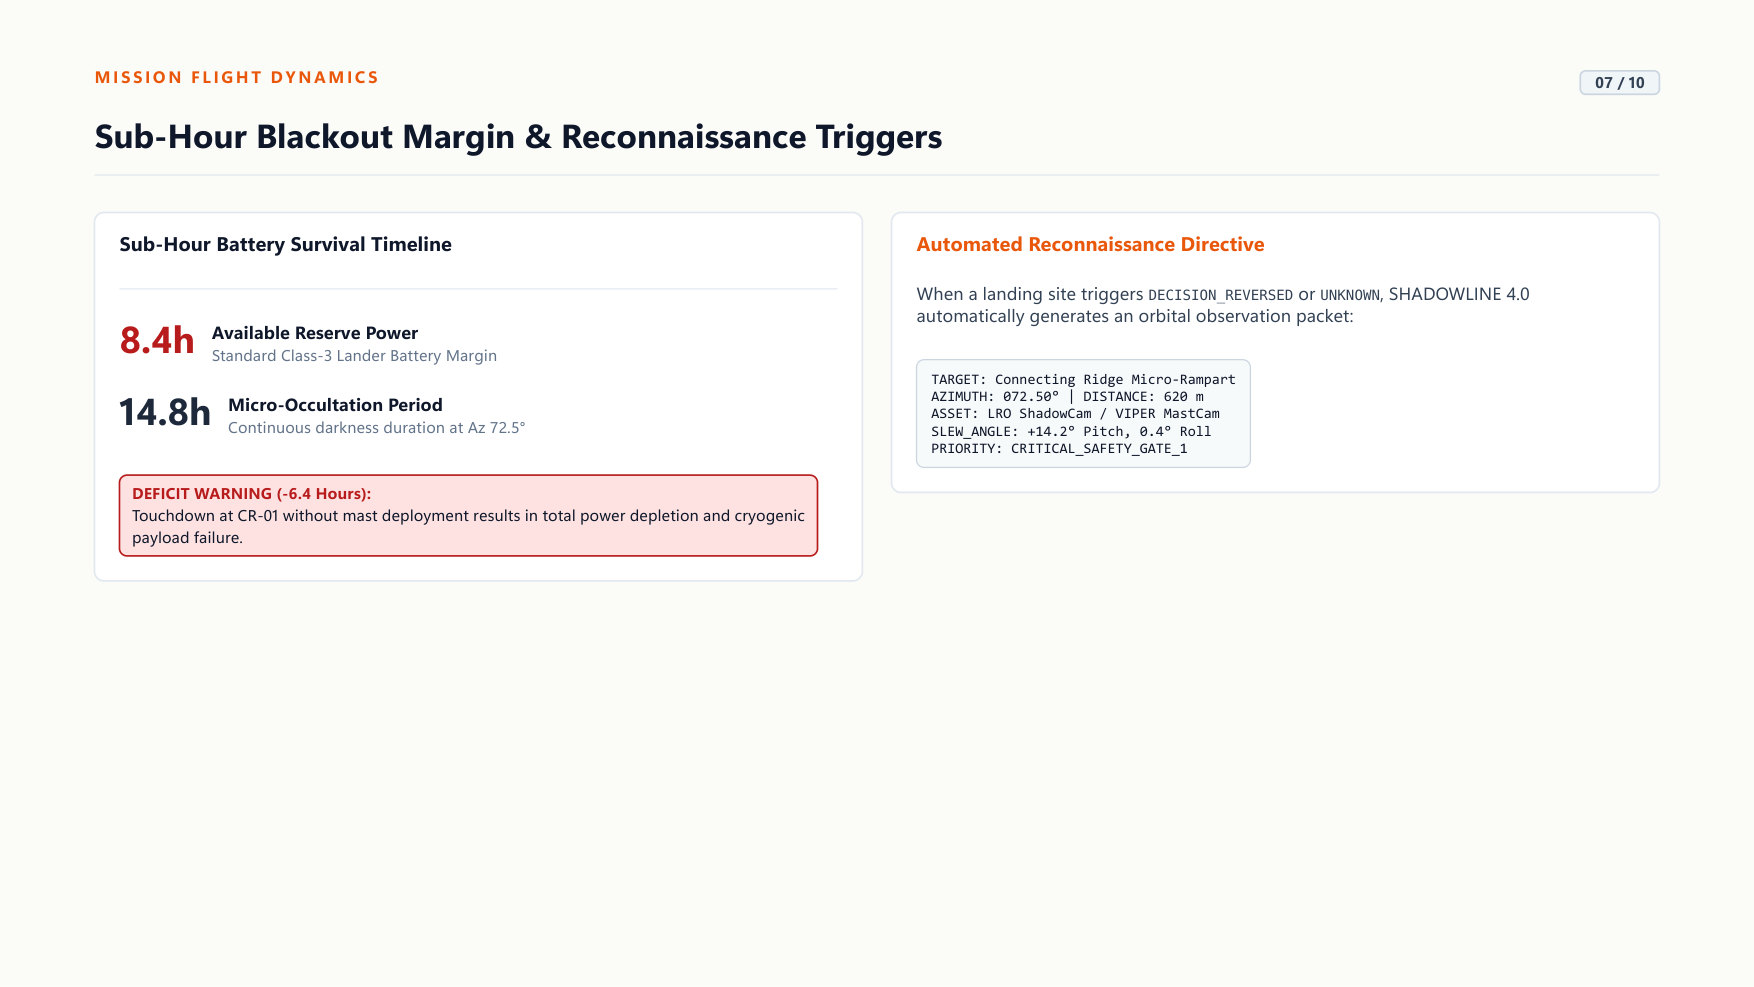 MISSION FLIGHT DYNAMICS
07 / 10
Sub-Hour Blackout Margin & Reconnaissance Triggers
Sub-Hour Battery Survival Timeline
8.4h
Available Reserve Power
Standard Class-3 Lander Battery Margin
14.8h
Micro-Occultation Period
Continuous darkness duration at Az 72.5°
DEFICIT WARNING (-6.4 Hours):
Touchdown at CR-01 without mast deployment results in total power depletion and cryogenic
payload failure.
Automated Reconnaissance Directive
When a landing site triggers DECISION_REVERSED or UNKNOWN, SHADOWLINE 4.0
automatically generates an orbital observation packet:
TARGET: Connecting Ridge Micro-Rampart
AZIMUTH: 072.50° | DISTANCE: 620 m
ASSET: LRO ShadowCam / VIPER MastCam
SLEW_ANGLE: +14.2° Pitch, 0.4° Roll
PRIORITY: CRITICAL_SAFETY_GATE_1